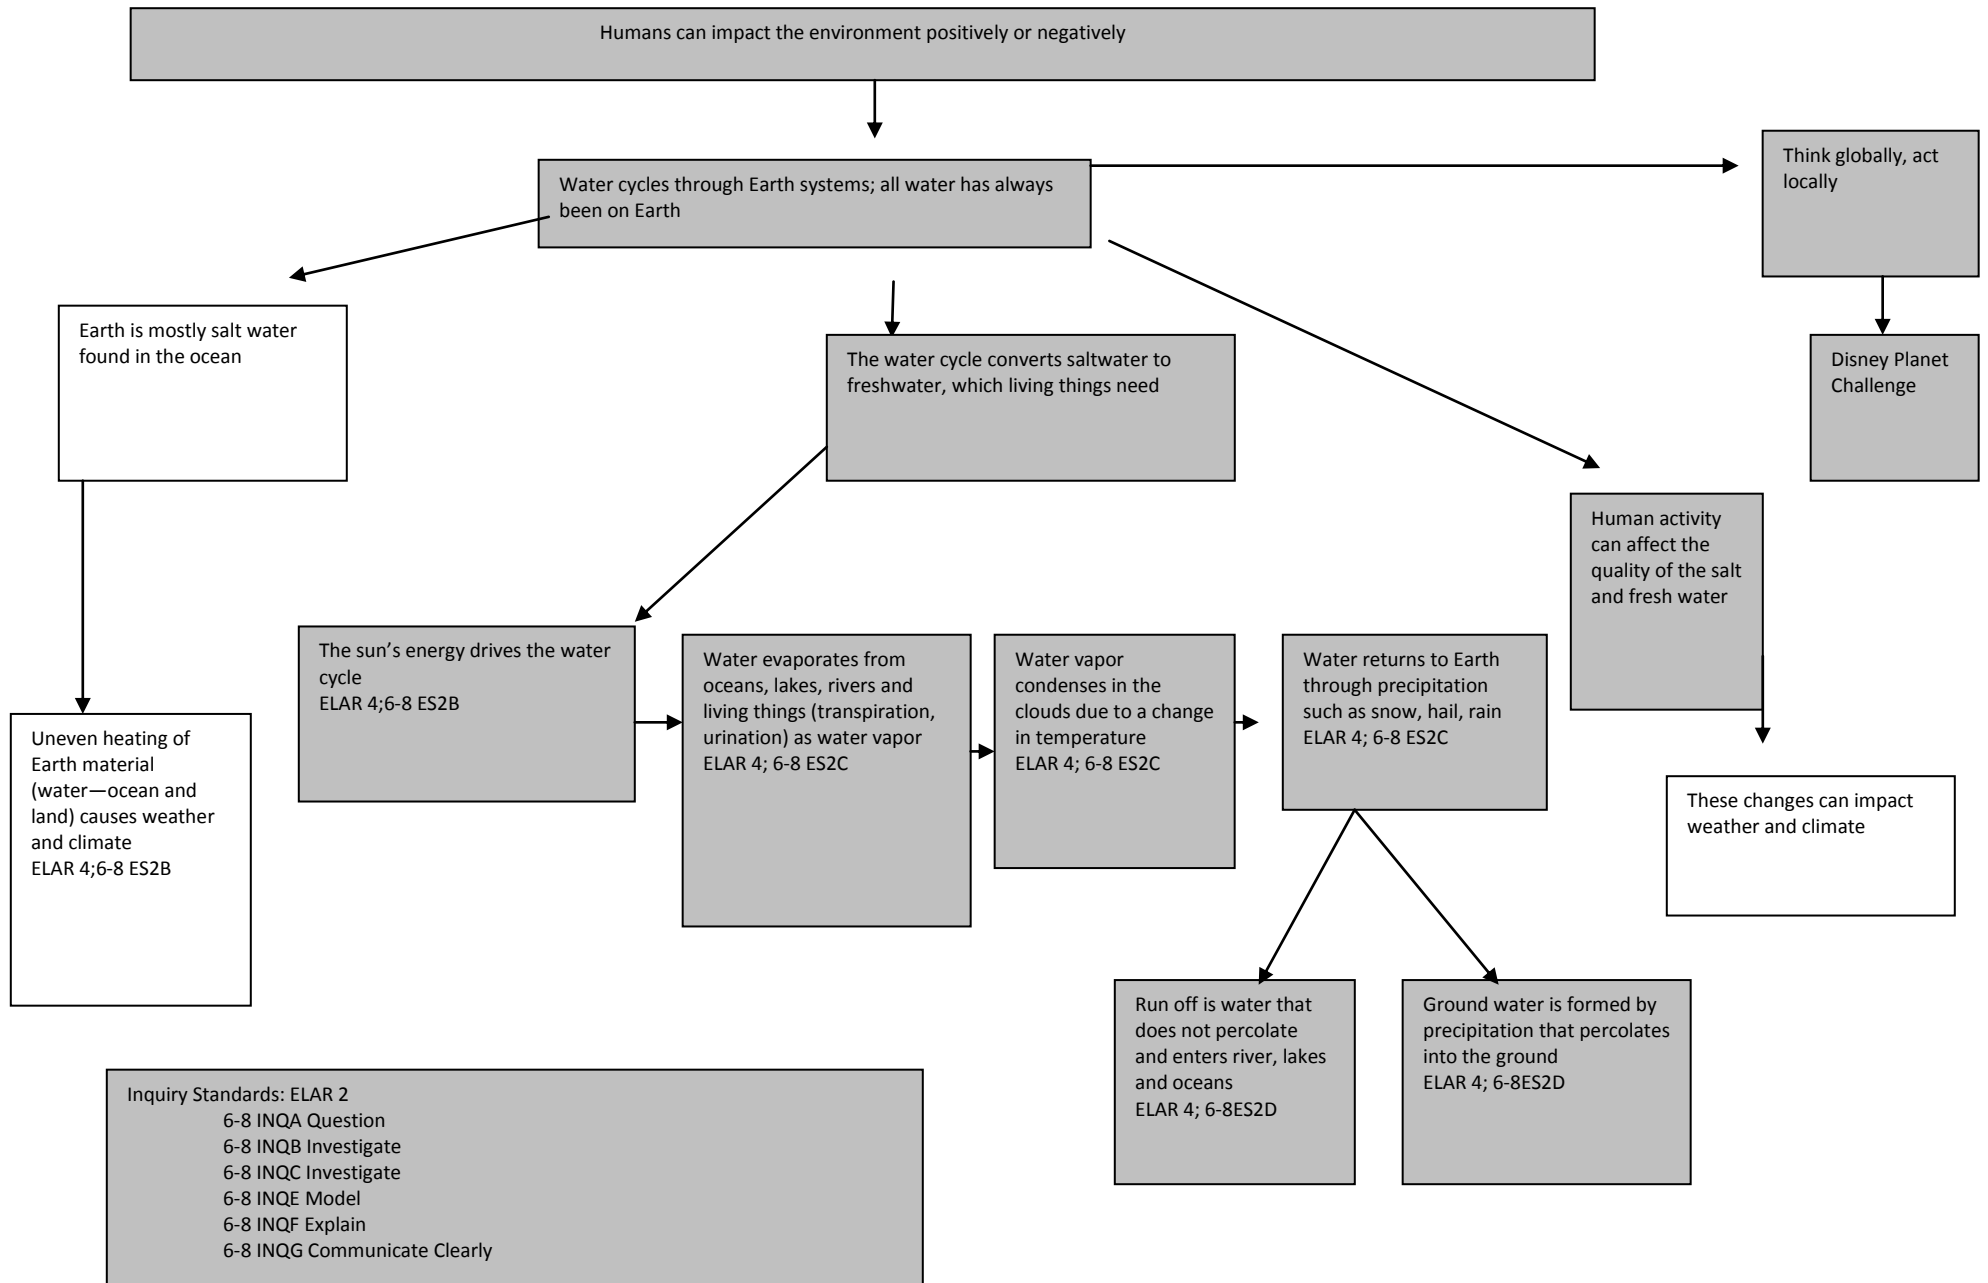 Humans can impact the environment positively or negatively
Think globally, act
locally
Water cycles through Earth systems; all water has always
been on Earth
Earth is mostly salt water
found in the ocean
The water cycle converts saltwater to
freshwater, which living things need
Disney Planet
Challenge
Human activity
can affect the
quality of the salt
and fresh water
The sun’s energy drives the water
cycle
ELAR 4;6-8 ES2B
Water evaporates from
oceans, lakes, rivers and
living things (transpiration,
urination) as water vapor
ELAR 4; 6-8 ES2C
Water vapor
condenses in the
clouds due to a change
in temperature
ELAR 4; 6-8 ES2C
Water returns to Earth
through precipitation
such as snow, hail, rain
ELAR 4; 6-8 ES2C
Uneven heating of
Earth material
(water—ocean and
land) causes weather
and climate
ELAR 4;6-8 ES2B
These changes can impact
weather and climate
Run off is water that
does not percolate
and enters river, lakes
and oceans
ELAR 4; 6-8ES2D
Ground water is formed by
precipitation that percolates
into the ground
ELAR 4; 6-8ES2D
Inquiry Standards: ELAR 2
6-8 INQA Question
6-8 INQB Investigate
6-8 INQC Investigate
6-8 INQE Model
6-8 INQF Explain
6-8 INQG Communicate Clearly